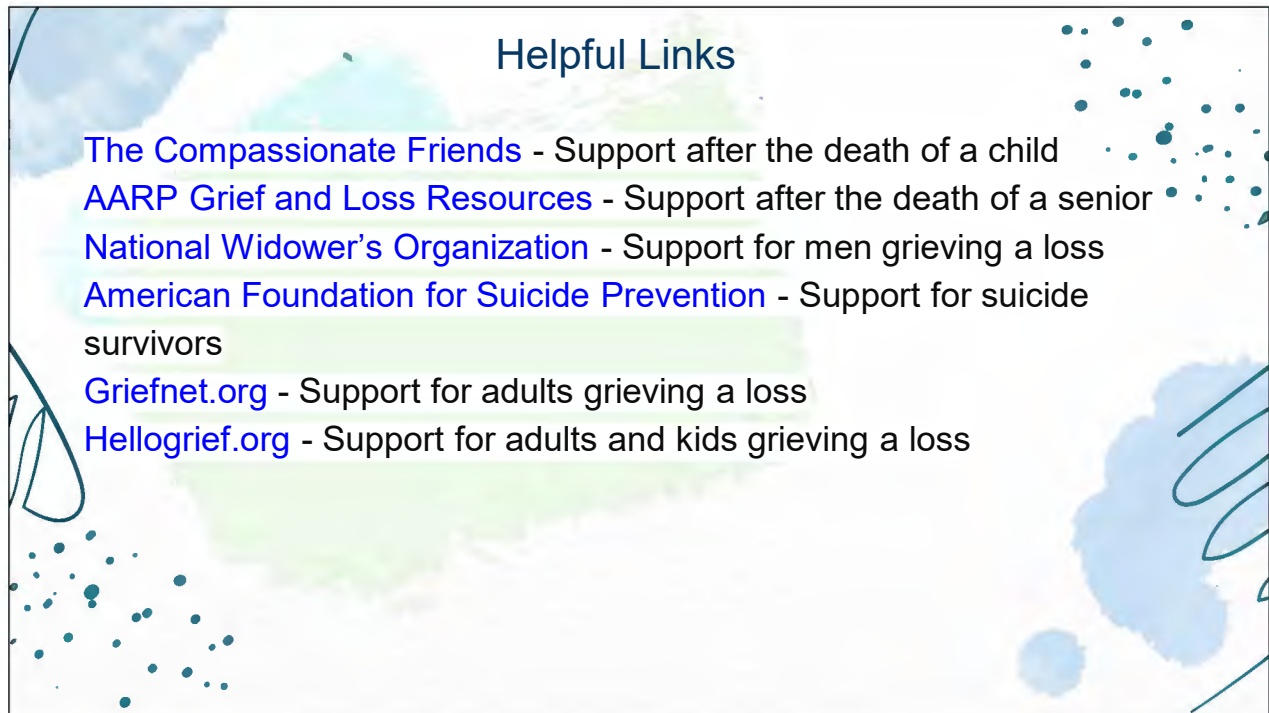 Helpful Links
The Compassionate Friends - Support after the death of a child
AARP Grief and Loss Resources - Support after the death of a senior
National Widower’s Organization - Support for men grieving a loss
American Foundation for Suicide Prevention - Support for suicide
survivors
Griefnet.org - Support for adults grieving a loss
Hellogrief.org - Support for adults and kids grieving a loss